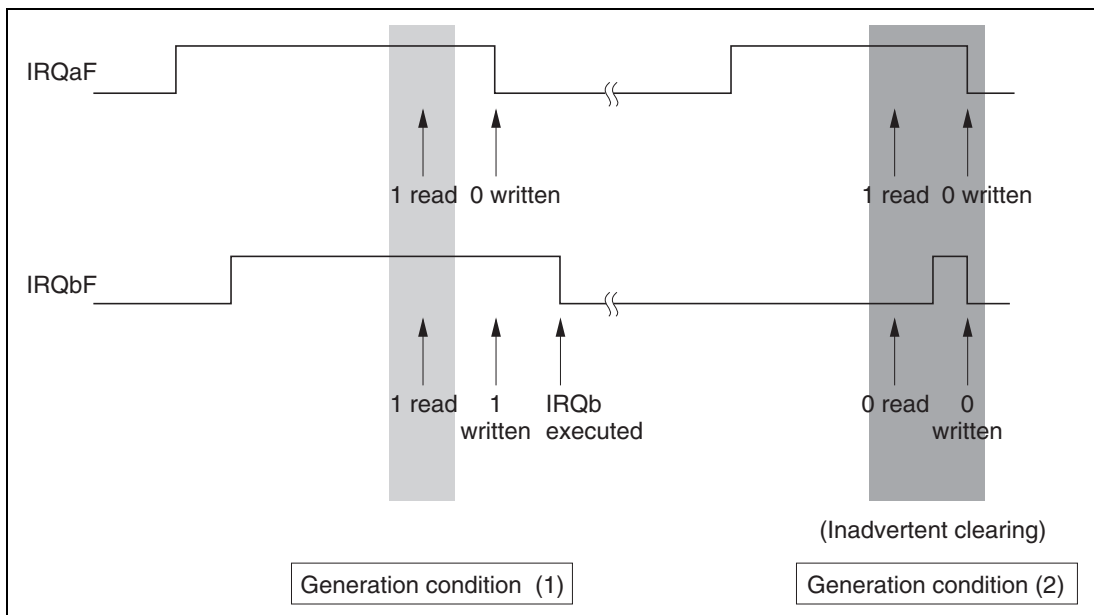 IRQaF
1 read 0 written
1 read 0 written
IRQbF
1 read 1 written
IRQb executed
0 read 0 written
(Inadvertent clearing)
Generation condition (1)
Generation condition (2)